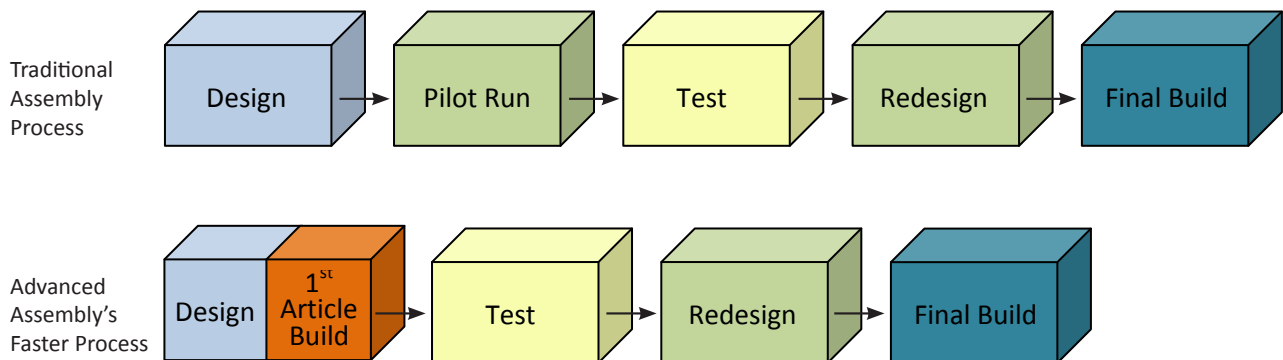 Traditional
Assembly
Process
Design
Pilot Run
Test
Redesign
Final Build
Advanced
Assembly's
Faster Process
Design
1st
Article
Build
Test
Redesign
Final Build